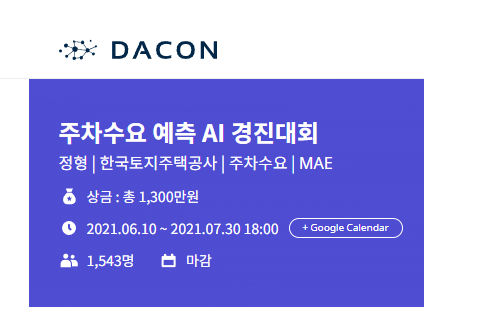 DACON
주차수요 예측 AI 경진대회
정형 | 한국토지주택공사 | 주차수요 | MAE
상금 : 총 1,300만원
2021.06.10 ~ 2021.07.30 18:00 + Google Calendar
1,543명 마감